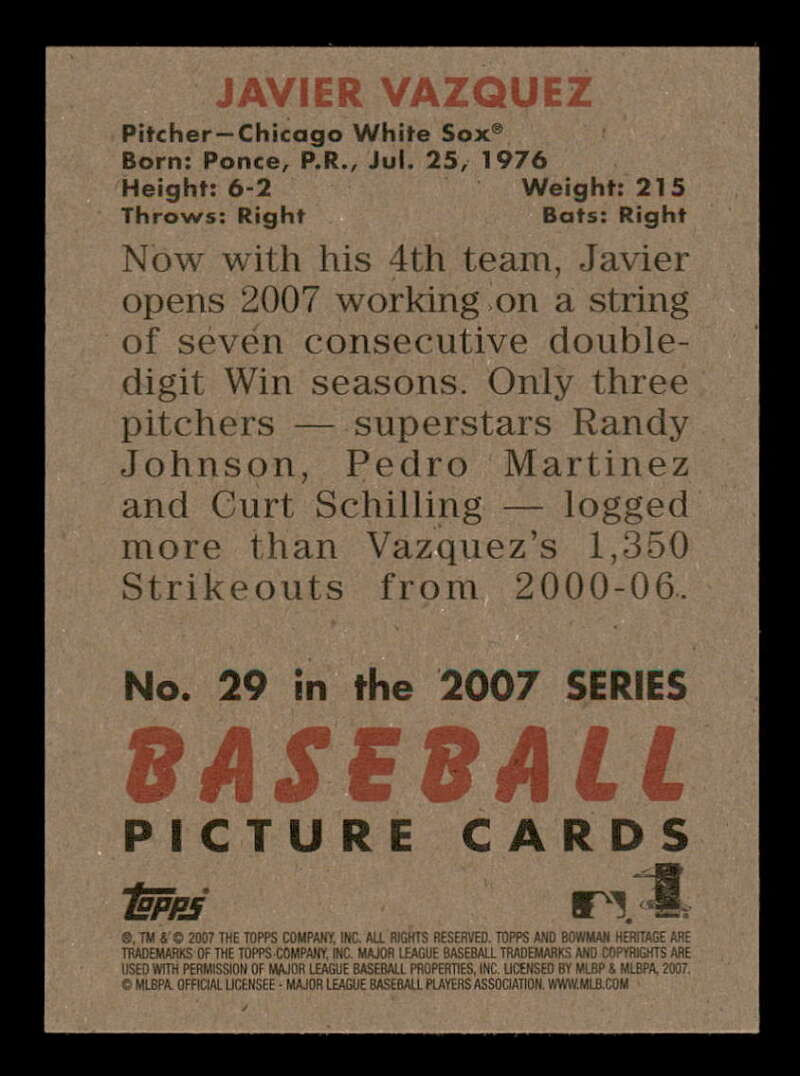 JAVIER VAZQUEZ
Pitcher—Chicago White Sox®
Born: Ponce, P.R., Jul. 25, 1976
Height: 6-2 Weight: 215
Throws: Right Bats: Right
Now with his 4th team, Javier
opens 2007 working on a string
of seven consecutive double-
digit Win seasons. Only three
pitchers — superstars Randy
Johnson, Pedro Martinez
and Curt Schilling — logged
more than Vazquez's 1,350
Strikeouts from 2000-06.
No. 29 in the 2007 SERIES
BASEBALL
PICTURE CARDS
Topps
®, TM & © 2007 THE TOPPS COMPANY, INC. ALL RIGHTS RESERVED. TOPPS AND BOWMAN HERITAGE ARE
TRADEMARKS OF THE TOPPS COMPANY, INC. MAJOR LEAGUE BASEBALL TRADEMARKS AND COPYRIGHTS ARE
USED WITH PERMISSION OF MAJOR LEAGUE BASEBALL PROPERTIES, INC. LICENSED BY MLBP & MLBPA, 2007.
© MLBPA. OFFICIAL LICENSEE - MAJOR LEAGUE BASEBALL PLAYERS ASSOCIATION. WWW.MLB.COM